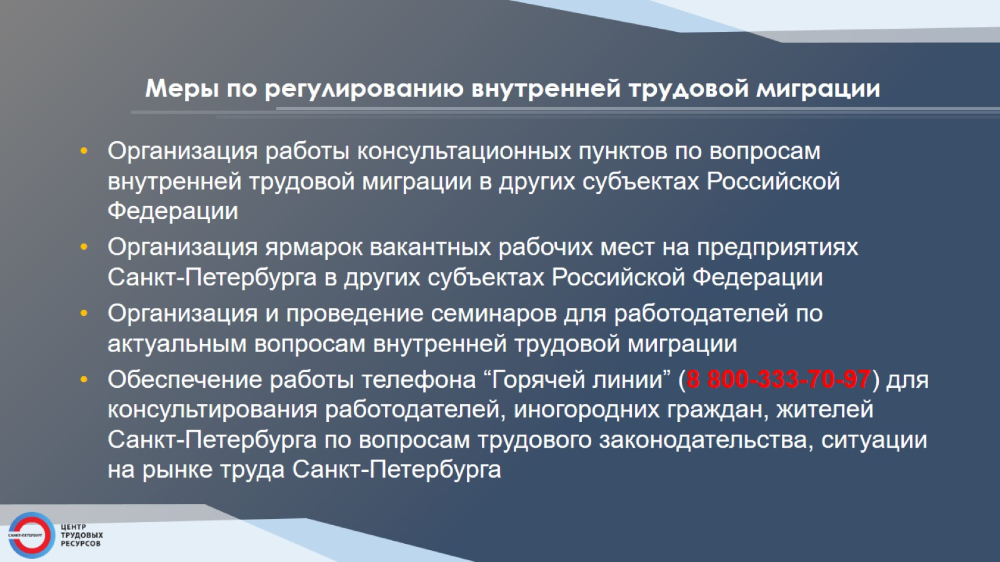 Меры по регулированию внутренней трудовой миграции
• Организация работы консультационных пунктов по вопросам
внутренней трудовой миграции в других субъектах Российской
Федерации
• Организация ярмарок вакантных рабочих мест на предприятиях
Санкт-Петербурга в других субъектах Российской Федерации
• Организация и проведение семинаров для работодателей по
актуальным вопросам внутренней трудовой миграции
• Обеспечение работы телефона “Горячей линии” (8 800-333-70-97) для
консультирования работодателей, иногородних граждан, жителей
Санкт-Петербурга по вопросам трудового законодательства, ситуации
на рынке труда Санкт-Петербурга
САНКТ-ПЕТЕРБУРГ
ЦЕНТР
ТРУДОВЫХ
РЕСУРСОВ